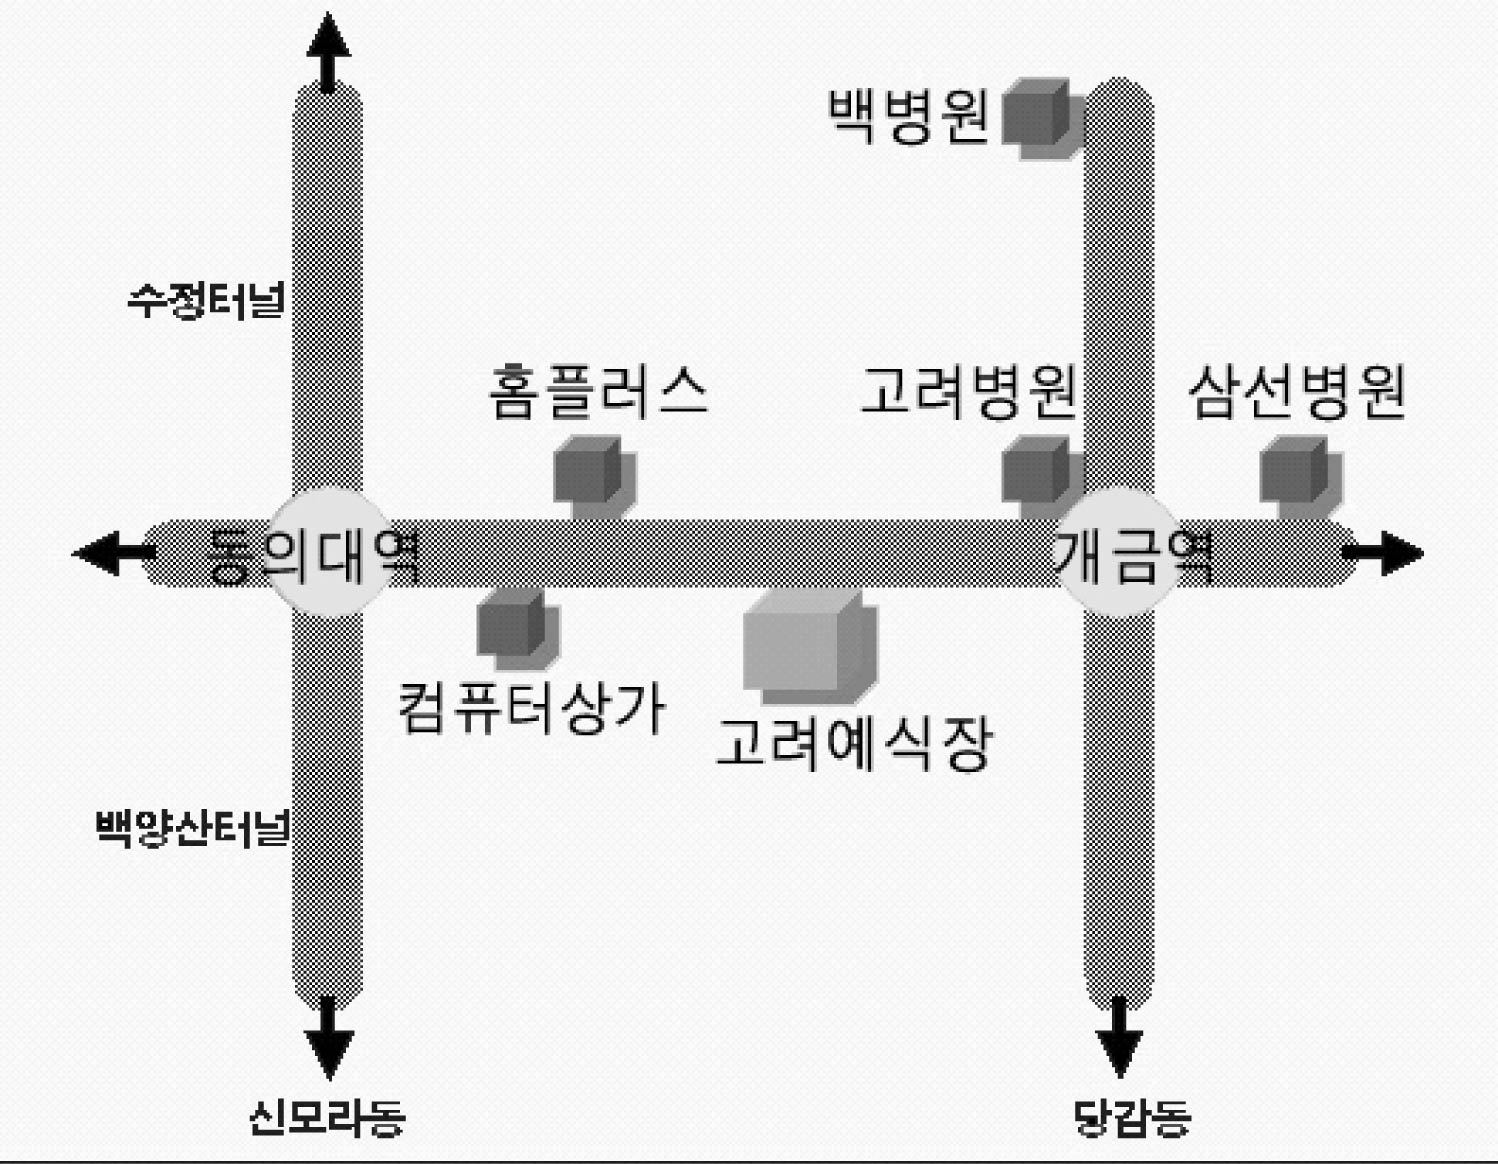 백병원
수정터널
홈플러스
고려병원
삼선병원
동의대역
개금역
컴퓨터상가
고려예식장
백양산터널
신모라동
당감동